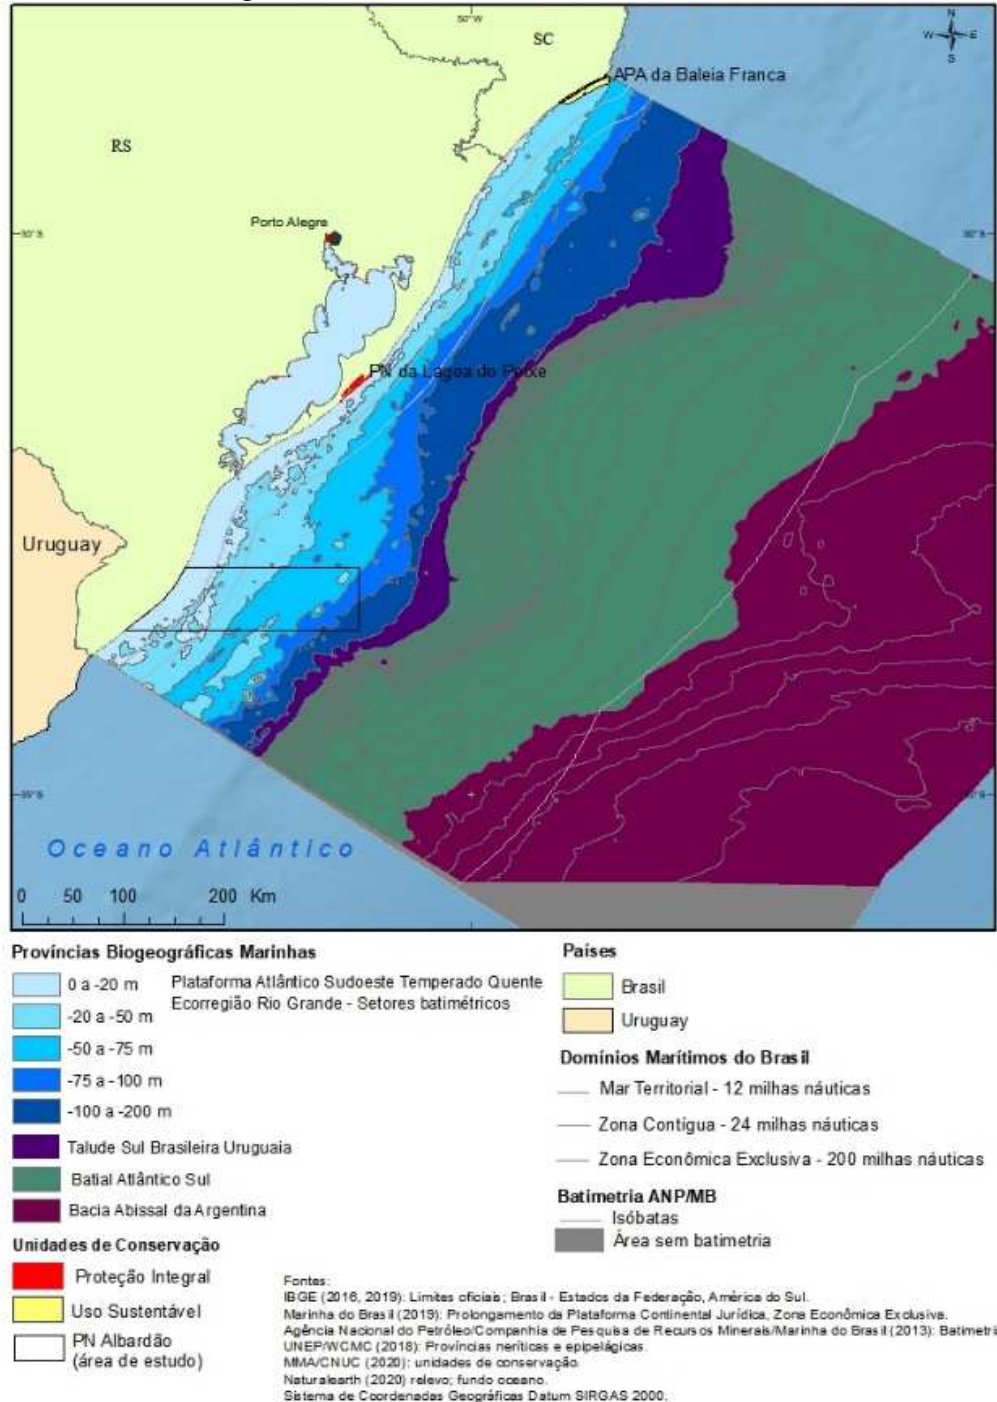 50°W
SC
N
W E
S
APA da Baleia Franca
RS
Porto Alegre
30°S
30°S
PN da Lagoa do Peixe
Uruguay
35°S
Oceano Atlântico
0 50 100 200 Km
Províncias Biogeográficas Marinhas
0 a -20 m
Plataforma Atlântico Sudoeste Temperado Quente
Ecorregião Rio Grande - Setores batimétricos
-20 a -50 m
-50 a -75 m
-75 a -100 m
-100 a -200 m
Talude Sul Brasileira Uruguaia
Batial Atlântico Sul
Bacia Abissal da Argentina
Unidades de Conservação
Proteção Integral
Uso Sustentável
PN Albardão
(área de estudo)
Países
Brasil
Uruguay
Domínios Marítimos do Brasil
Mar Territorial - 12 milhas náuticas
Zona Contígua - 24 milhas náuticas
Zona Econômica Exclusiva - 200 milhas náuticas
Batimetria ANP/MB
Isóbatas
Área sem batimetria
Fontes:
IBGE (2016, 2019): Limites oficiais; Brasil - Estados da Federação, América do Sul.
Marinha do Brasil (2019): Prolongamento da Plataforma Continental Jurídica, Zona Econômica Exclusiva.
Agência Nacional do Petróleo/Companhia de Pesquisa de Recursos Minerais/Marinha do Brasil (2013): Batimetri
UNEP/WCMC (2018): Províncias neríticas e epipelágicas.
MMA/CNUC (2020): unidades de conservação.
Naturalearth (2020) relevo; fundo oceano.
Sistema de Coordenadas Geográficas Datum SIRGAS 2000.